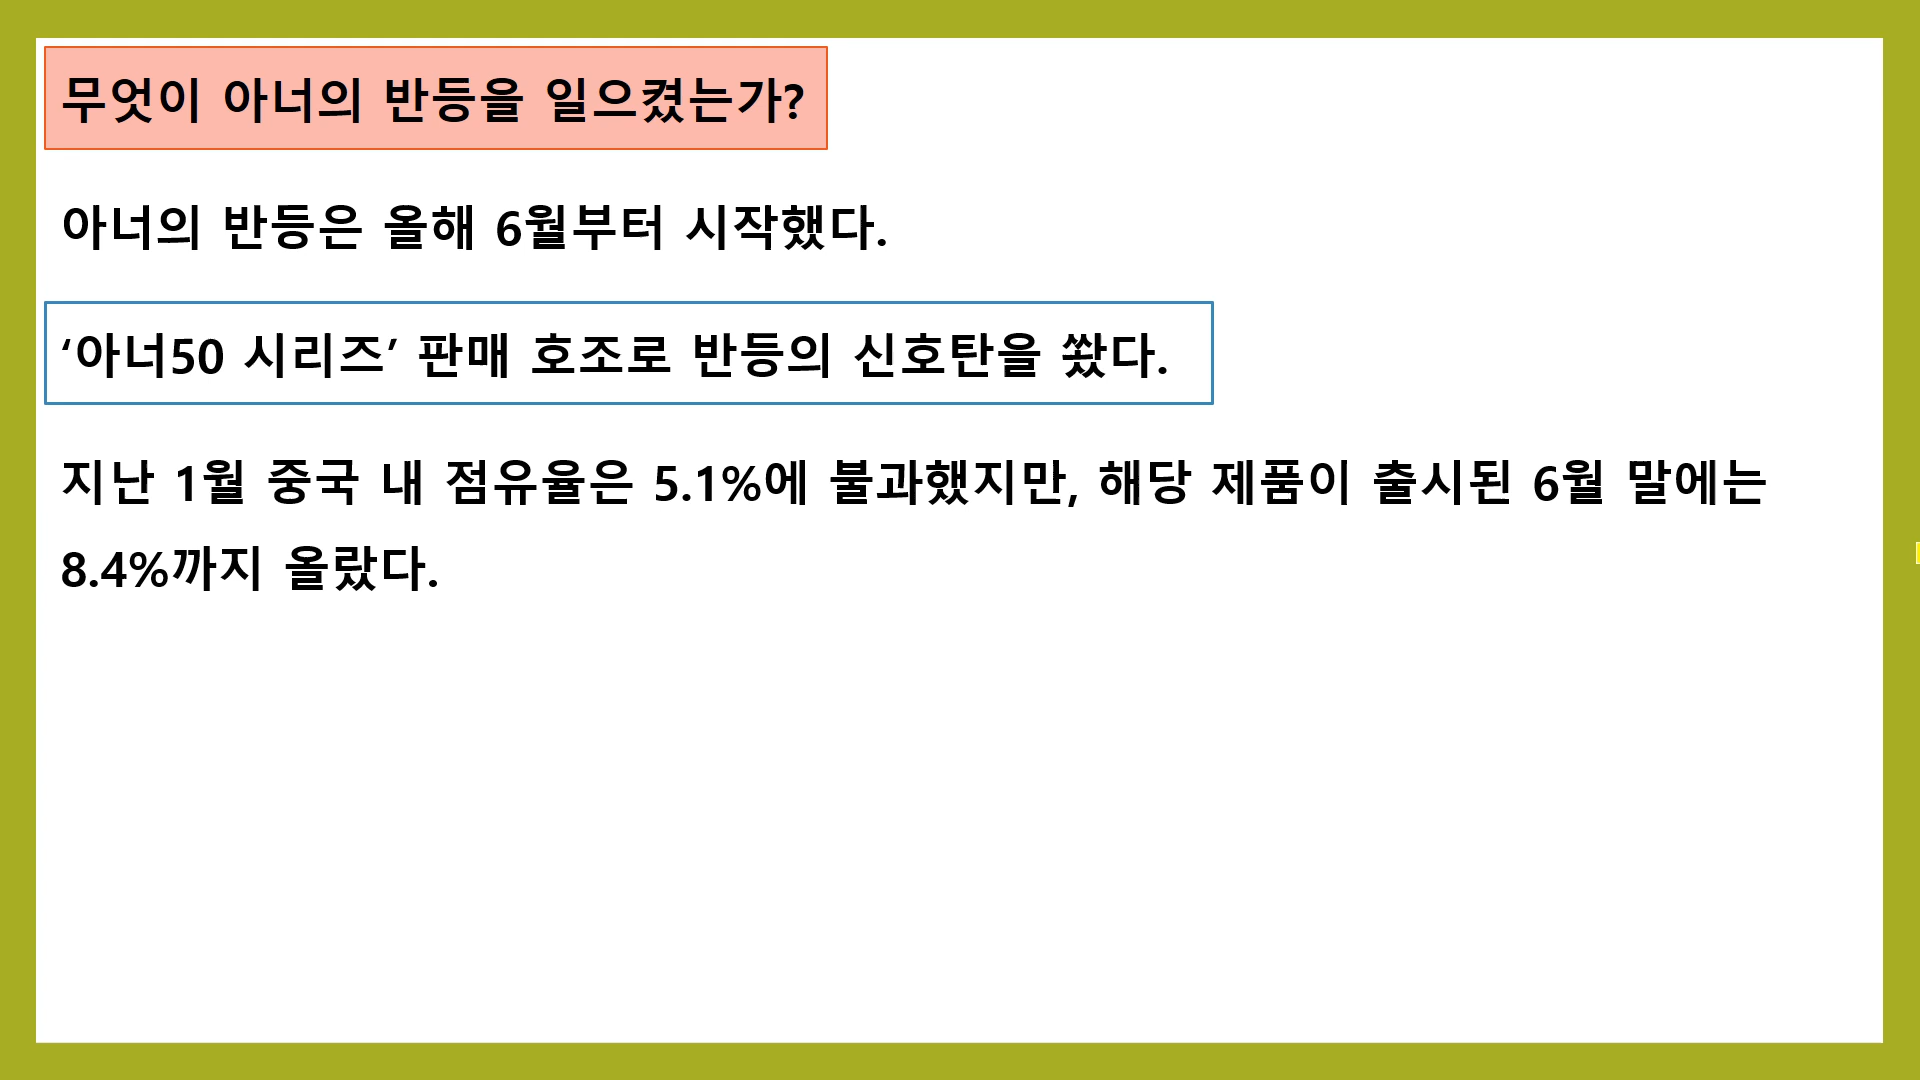 무엇이 아너의 반등을 일으켰는가?
아너의 반등은 올해 6월부터 시작했다.
‘아너50 시리즈’ 판매 호조로 반등의 신호탄을 쐈다.
지난 1월 중국 내 점유율은 5.1%에 불과했지만, 해당 제품이 출시된 6월 말에는
8.4%까지 올랐다.